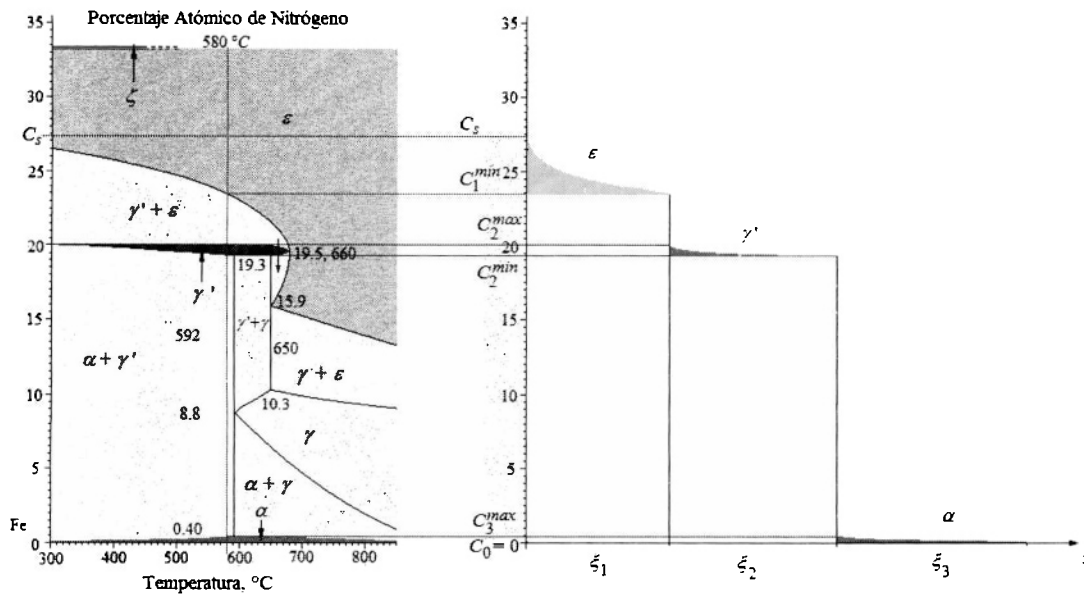 Porcentaje Atómico de Nitrógeno
35
580 °C
ζ
30
ε
C_s
25
γ' + ε
20
19.3
19.5, 660
γ'
15.9
15
592
γ'+γ
α + γ'
650
γ + ε
10
10.3
8.8
γ
5
α + γ
α
Fe
0.40
0
300
400
500
600
700
800
Temperatura, °C
35
30
C_s
ε
C_1^{mín}
25
C_2^{max}
20
γ'
C_2^{mín}
15
10
5
C_3^{max}
α
C_0 = 0
ξ_1
ξ_2
ξ_3